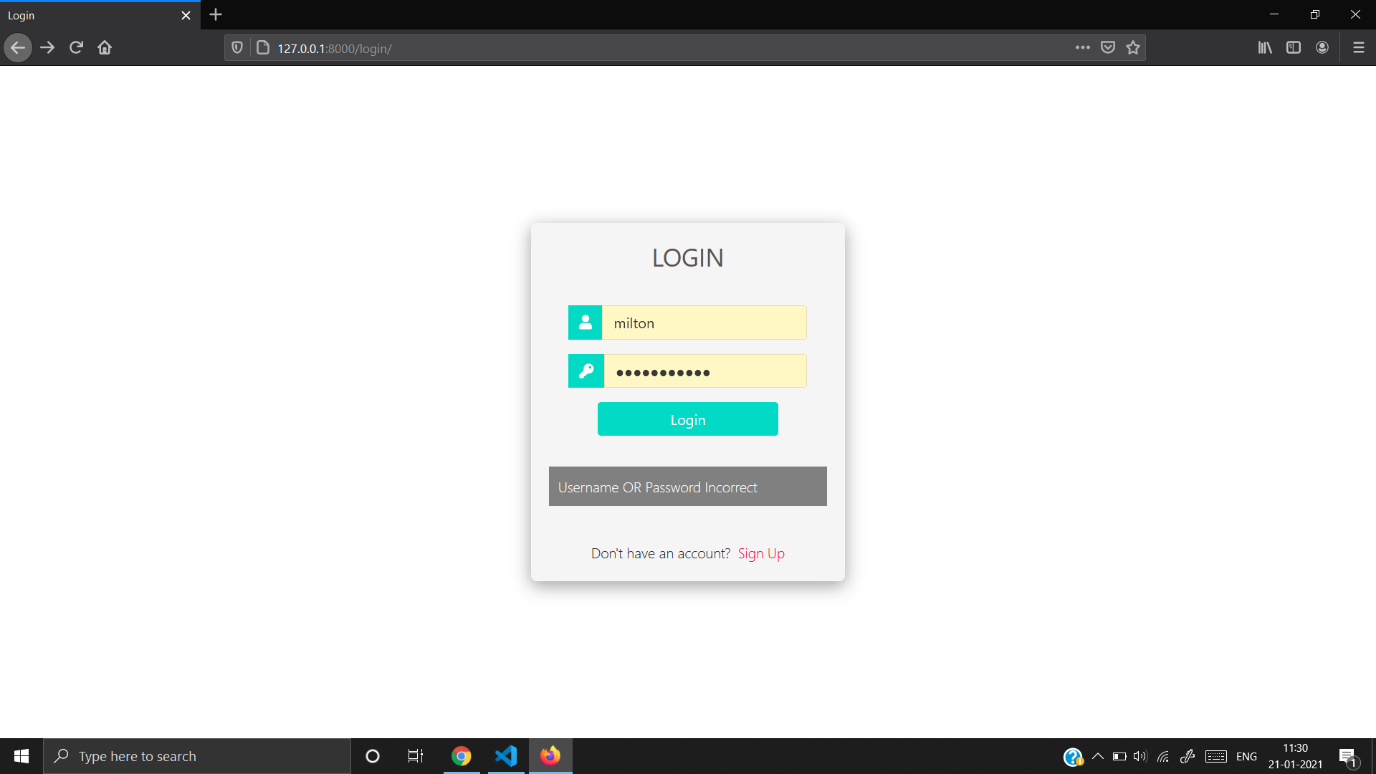 Login
127.0.0.1:8000/login/
LOGIN
milton
Login
Username OR Password Incorrect
Don't have an account? Sign Up
Type here to search
ENG
11:30
21-01-2021
1